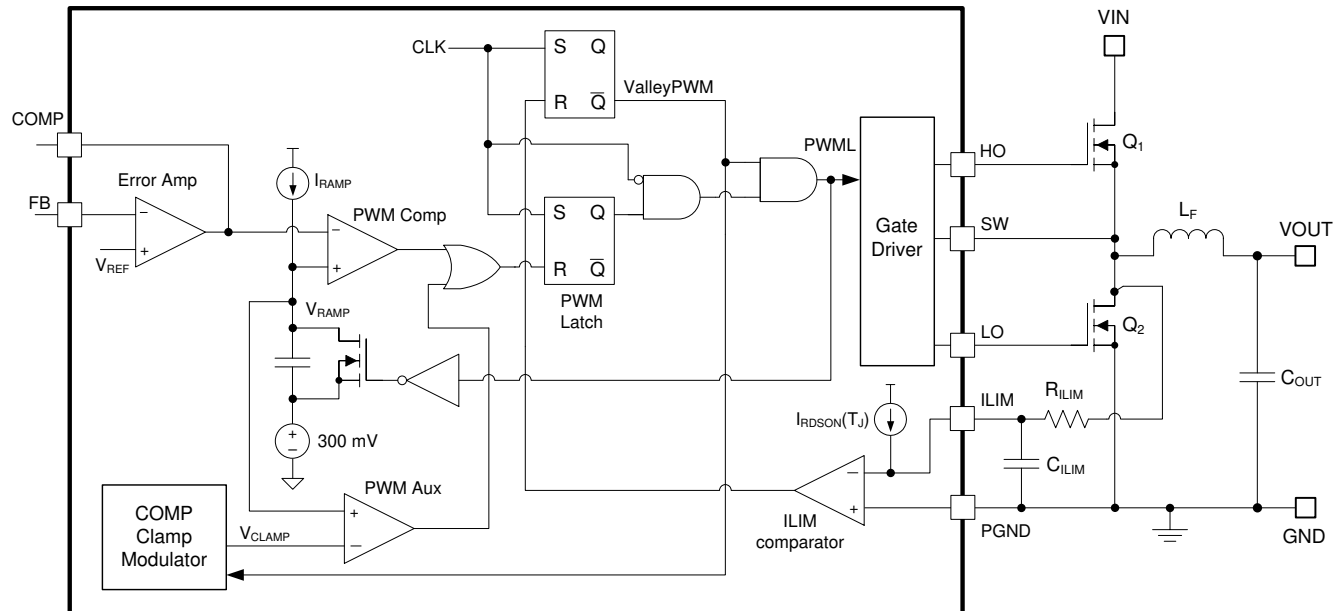 VIN
CLK
S Q
ValleyPWM
R Q̅
COMP
PWML
HO
Q1
Error Amp
IRAMP
FB
PWM Comp
−
+
VREF
−
+
S Q
R Q̅
PWM
Latch
Gate
Driver
SW
LF
VOUT
VRAMP
LO
Q2
COUT
ILIM
RILIM
IRDSON(TJ)
+
−
300 mV
CILIM
PWM Aux
+
−
−
+
COMP
Clamp
Modulator
VCLAMP
ILIM
comparator
PGND
GND